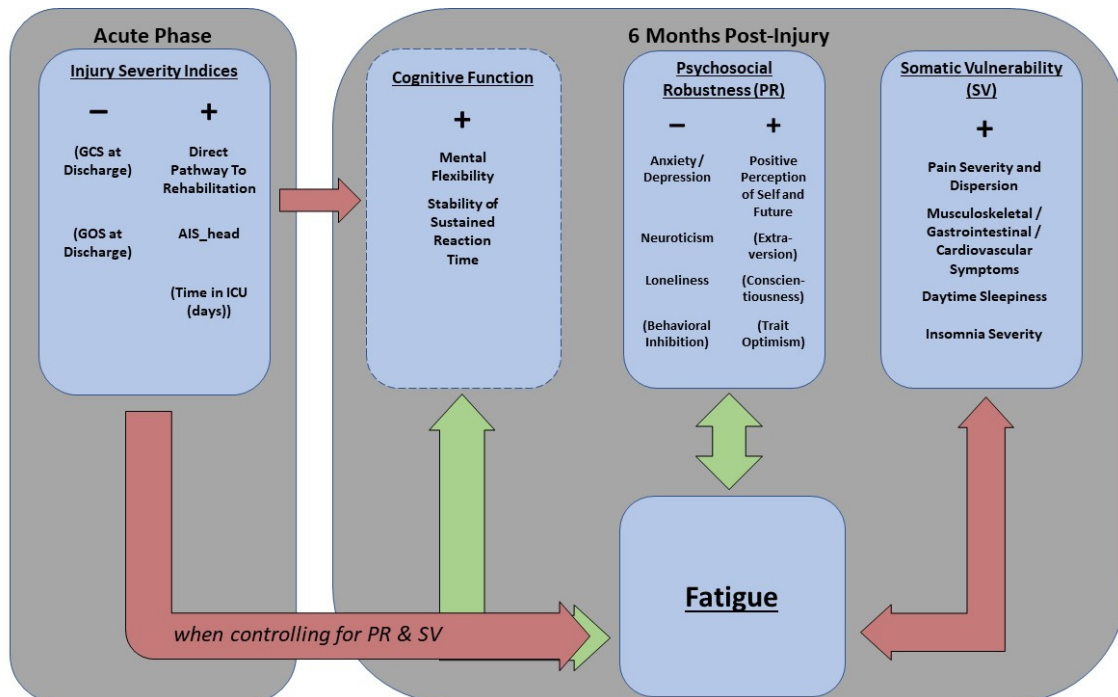 Acute Phase
Injury Severity Indices
−
+
(GCS at
Discharge)
(GOS at
Discharge)
Direct
Pathway To
Rehabilitation
AIS_head
(Time in ICU
(days))
6 Months Post-Injury
Cognitive Function
+
Mental
Flexibility
Stability of
Sustained
Reaction
Time
Psychosocial
Robustness (PR)
−
+
Anxiety /
Depression
Neuroticism
Loneliness
(Behavioral
Inhibition)
Positive
Perception
of Self and
Future
(Extra-
version)
(Conscien-
tiousness)
(Trait
Optimism)
Somatic Vulnerability
(SV)
+
Pain Severity and
Dispersion
Musculoskeletal /
Gastrointestinal /
Cardiovascular
Symptoms
Daytime Sleepiness
Insomnia Severity
Fatigue
when controlling for PR & SV